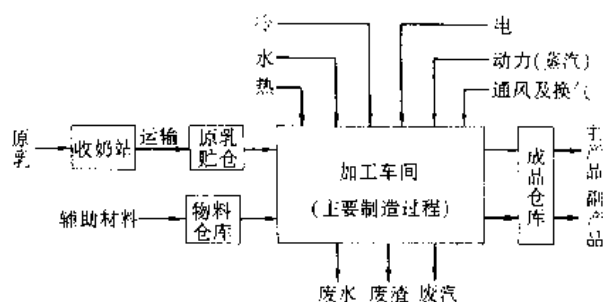 冷
电
水
动力(蒸汽)
热
通风及换气
原乳
收奶站
运输
原乳
贮仓
加工车间
(主要制造过程)
成品仓库
主产品
副产品
辅助材料
物料
仓库
废水
废渣
废汽